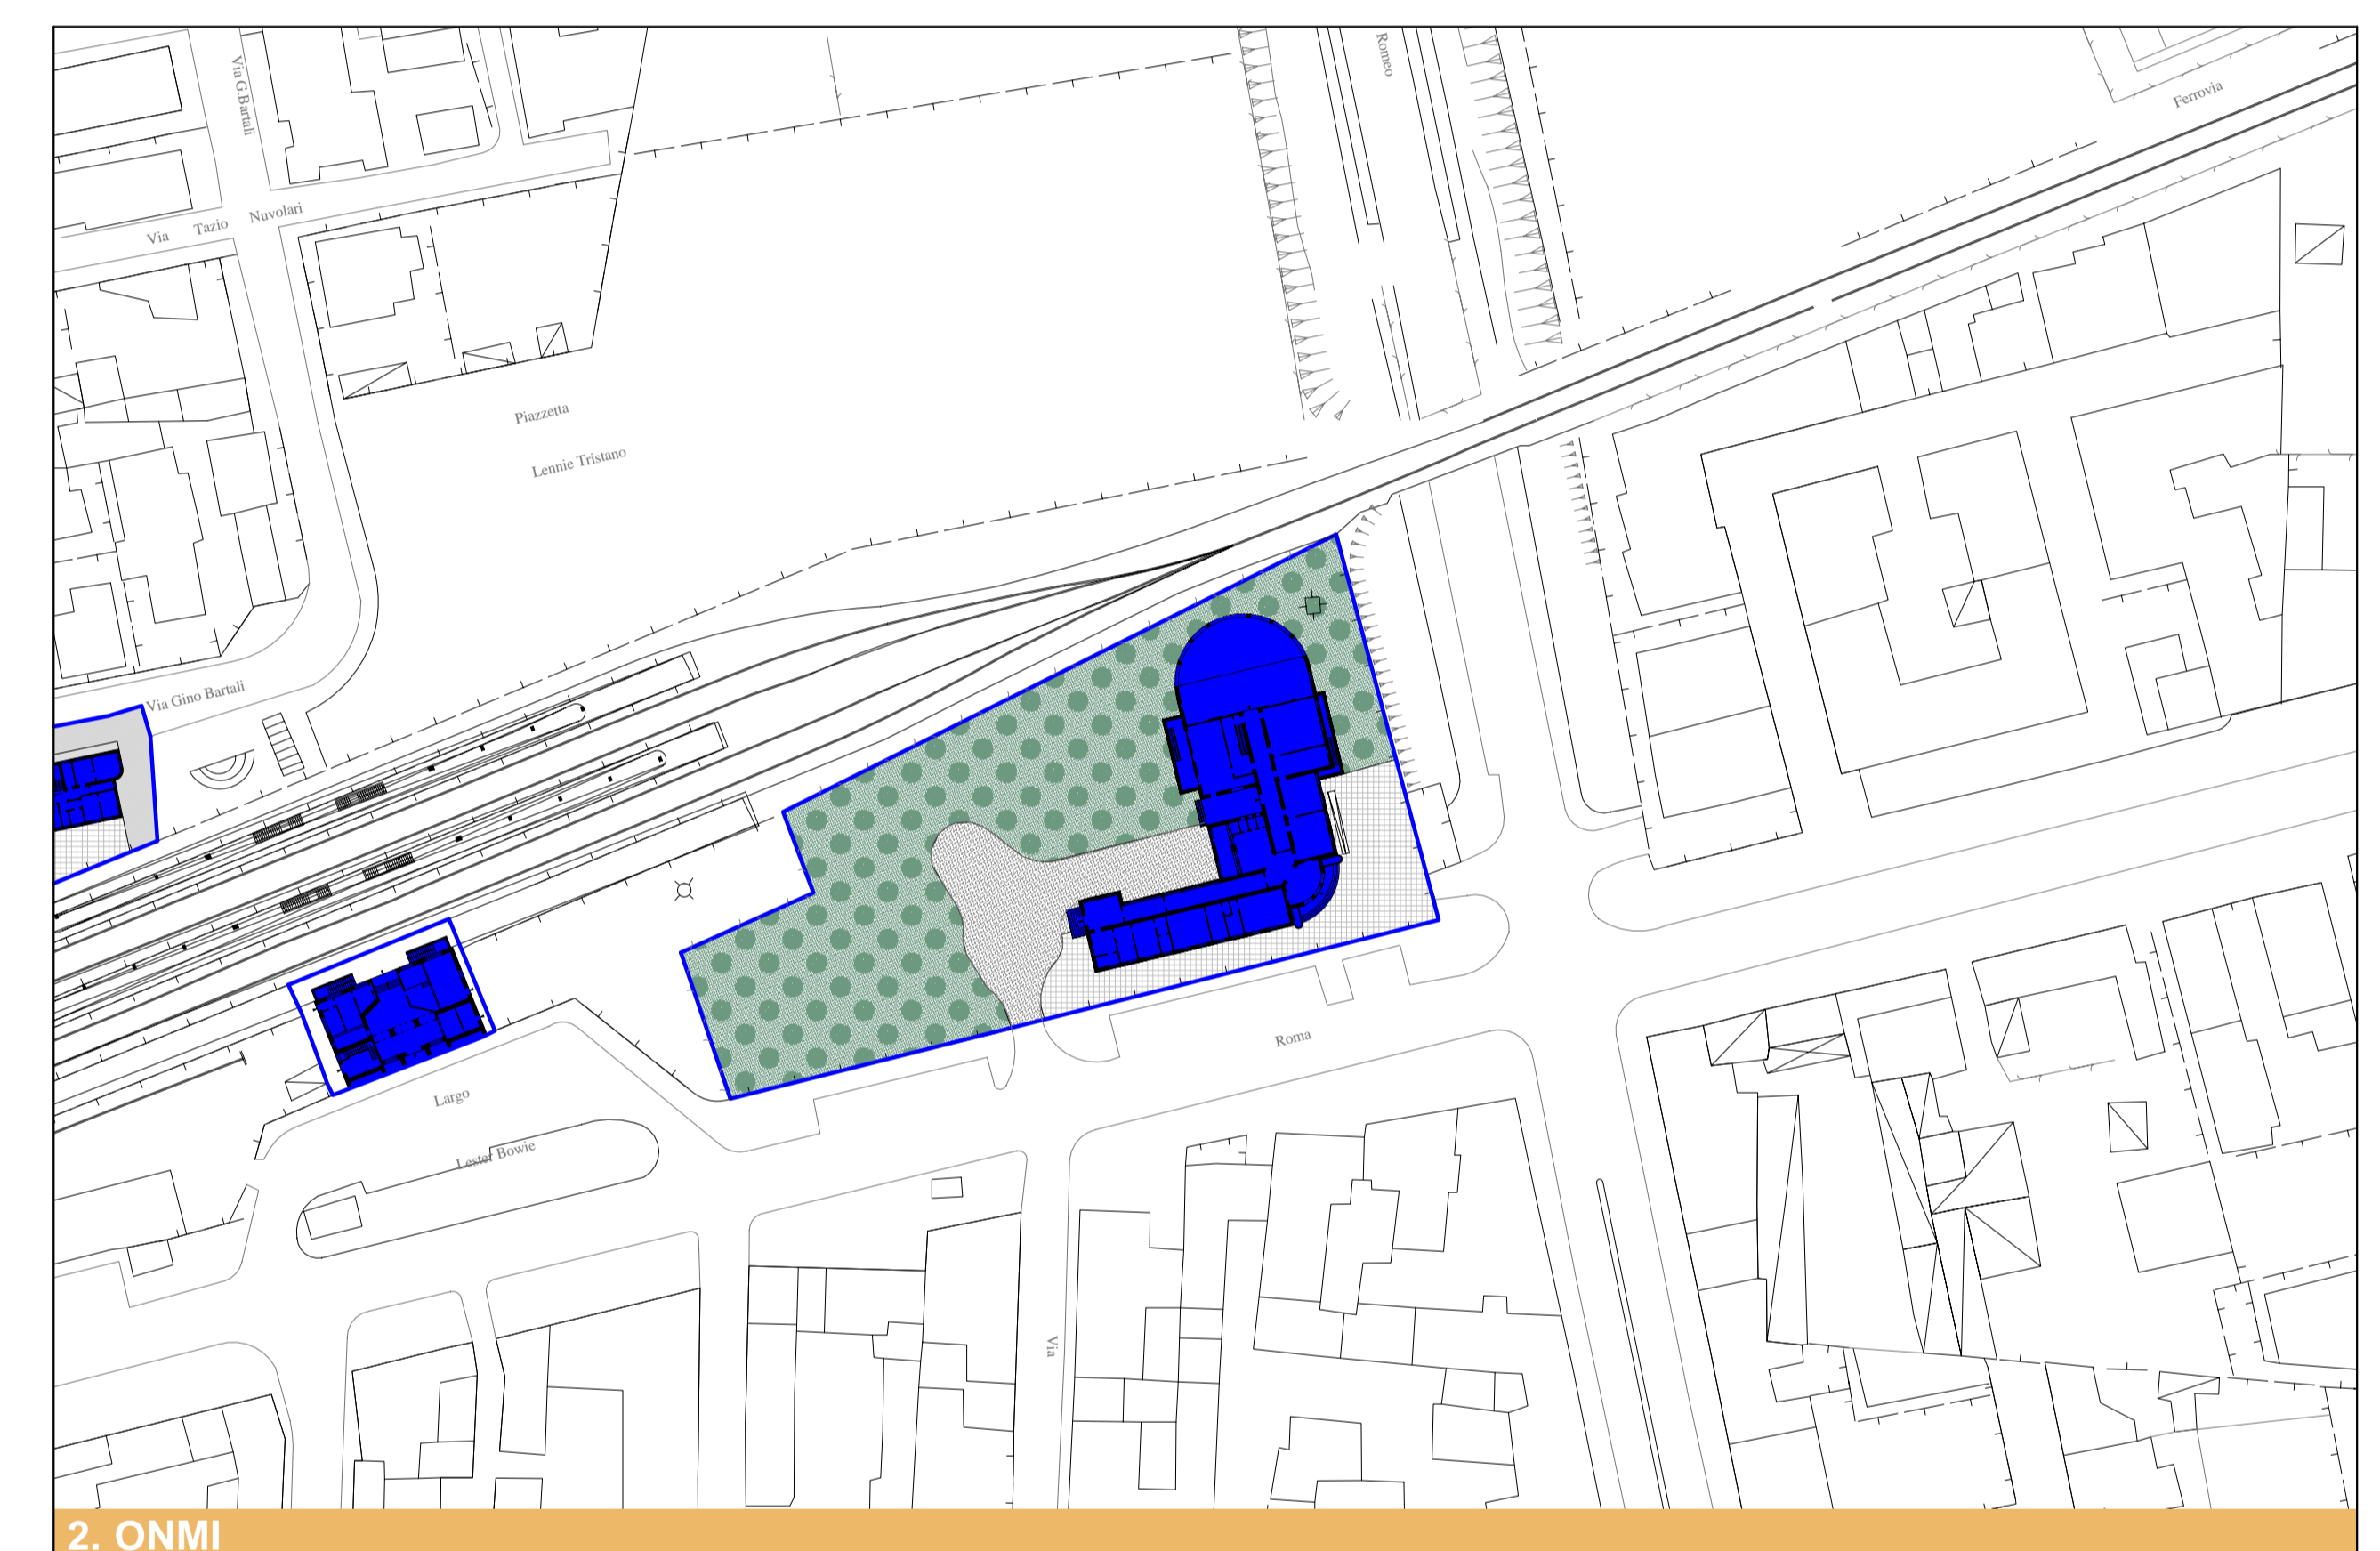 Via G.Bartali
Romeo
Ferrovia
Via Tazio Nuvolari
Piazzetta
Lennie Tristano
Via Gino Bartali
Roma
Largo
Lester Bowie
Via
2. ONMI